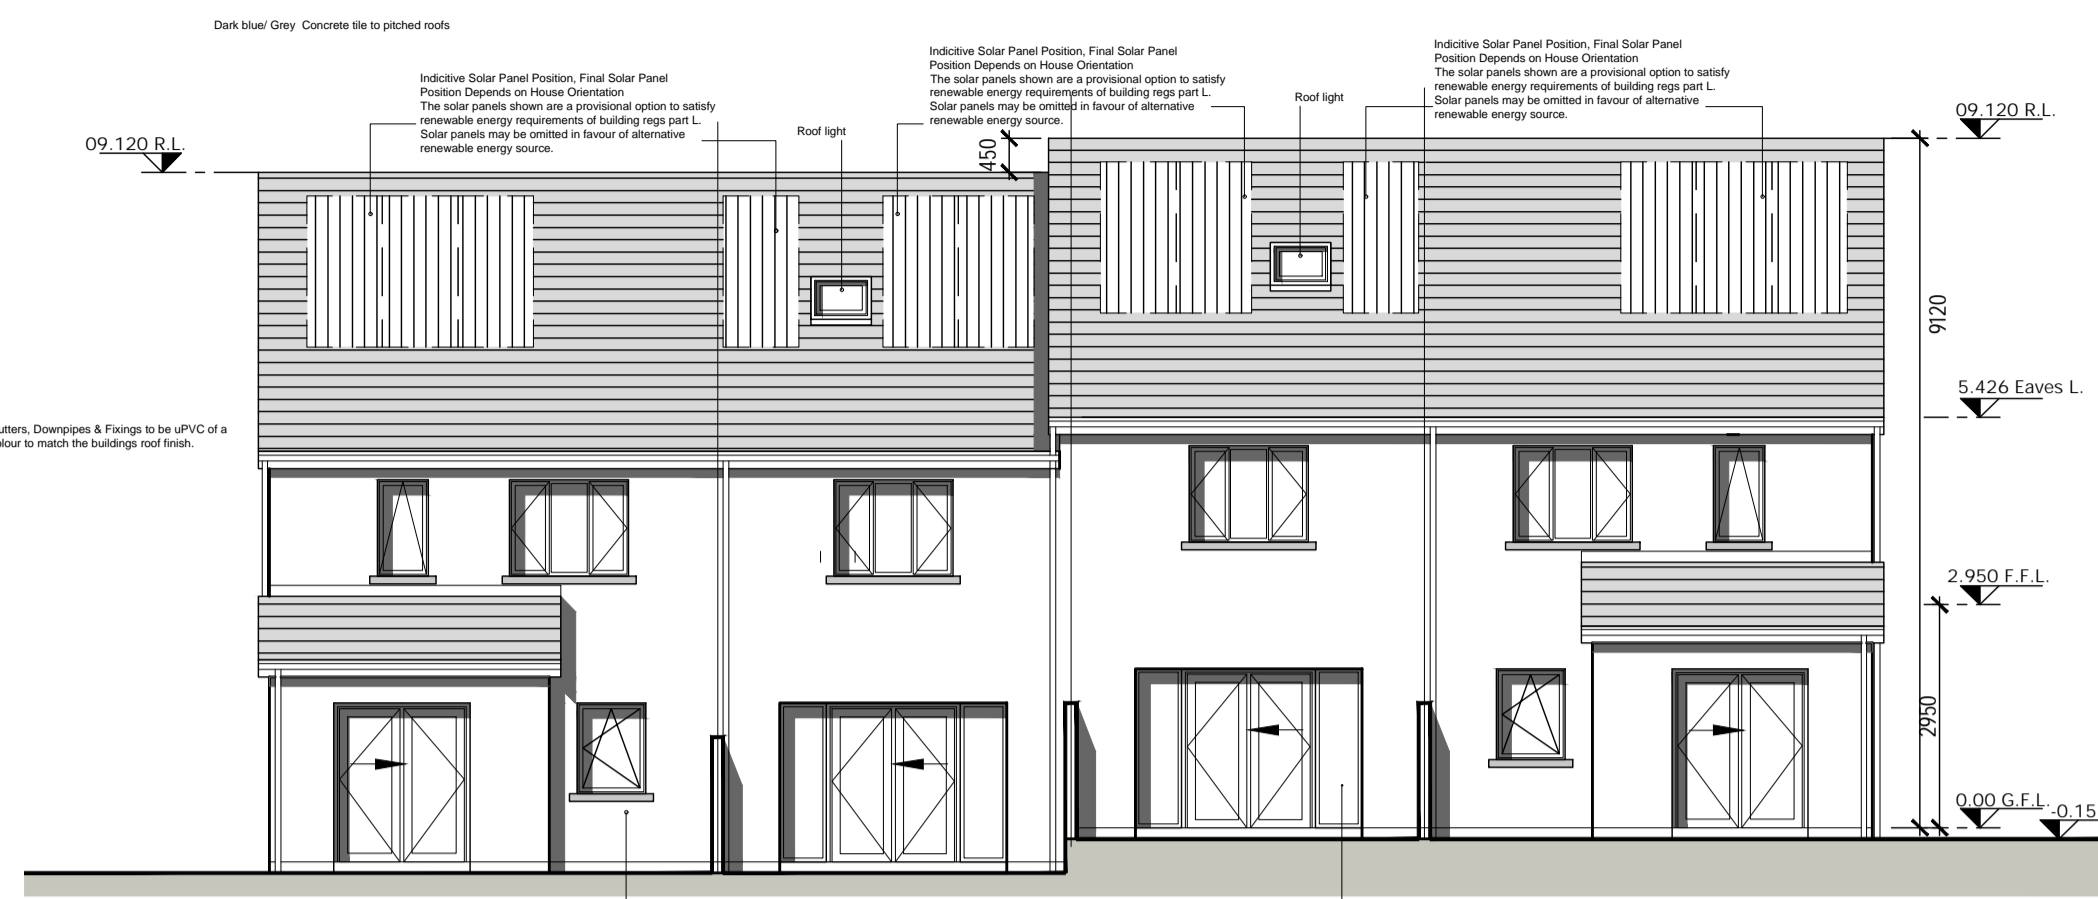 Dark blue/ Grey Concrete tile to pitched roofs
Indicitive Solar Panel Position, Final Solar Panel
Position Depends on House Orientation
The solar panels shown are a provisional option to satisfy
renewable energy requirements of building regs part L.
Solar panels may be omitted in favour of alternative
renewable energy source.
Roof light
Indicitive Solar Panel Position, Final Solar Panel
Position Depends on House Orientation
The solar panels shown are a provisional option to satisfy
renewable energy requirements of building regs part L.
Solar panels may be omitted in favour of alternative
renewable energy source.
Roof light
Indicitive Solar Panel Position, Final Solar Panel
Position Depends on House Orientation
The solar panels shown are a provisional option to satisfy
renewable energy requirements of building regs part L.
Solar panels may be omitted in favour of alternative
renewable energy source.
09.120 R.L.
450
09.120 R.L.
9120
5.426 Eaves L.
utters, Downpipes & Fixings to be uPVC of a
olour to match the buildings roof finish.
2.950 F.F.L.
2950
0.00 G.F.L.
-0.15